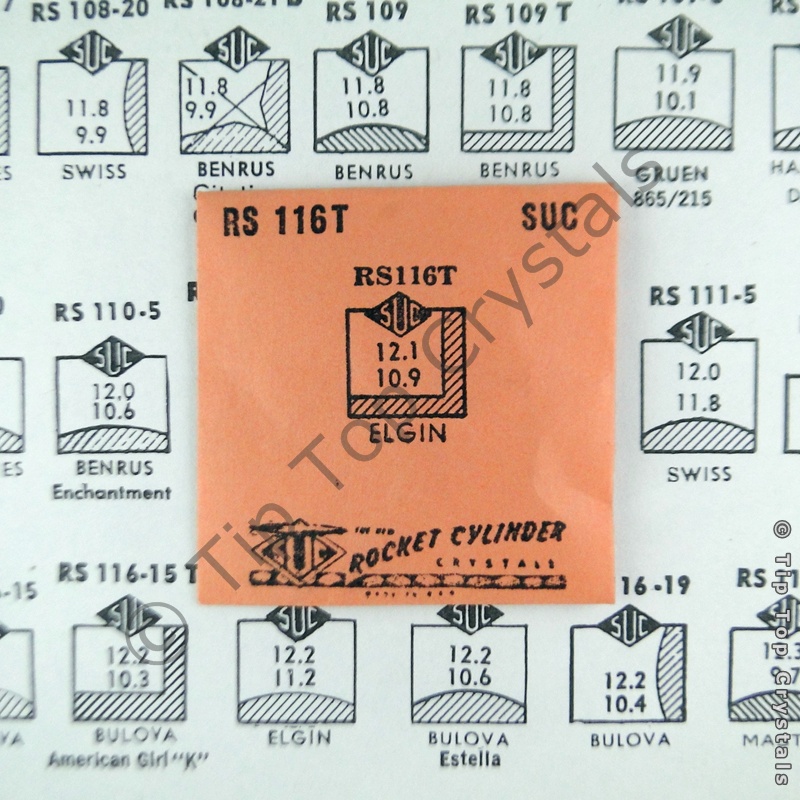 RS 108-20
RS 109
RS 109 T
SUC
SUC
SUC
SUC
SUC
11.8
9.9
SWISS
11.8
9.9
BENRUS
11.8
10.8
BENRUS
11.8
10.8
BENRUS
11.9
10.1
GRUEN
865/215
RS 116T SUC
RS116T
SUC
12.1
10.9
ELGIN
SUC
THE NEW
ROCKET CYLINDER
CRYSTALS
RS 110-5
SUC
12.0
10.6
BENRUS
Enchantment
RS 111-5
SUC
12.0
11.8
SWISS
RS 116-15 T
SUC
12.2
10.3
BULOVA
American Girl "K"
SUC
12.2
11.2
ELGIN
SUC
12.2
10.6
BULOVA
Estella
16-19
SUC
12.2
10.4
BULOVA
SUC
© Tip Top Crystals
© Tip Top Crystals